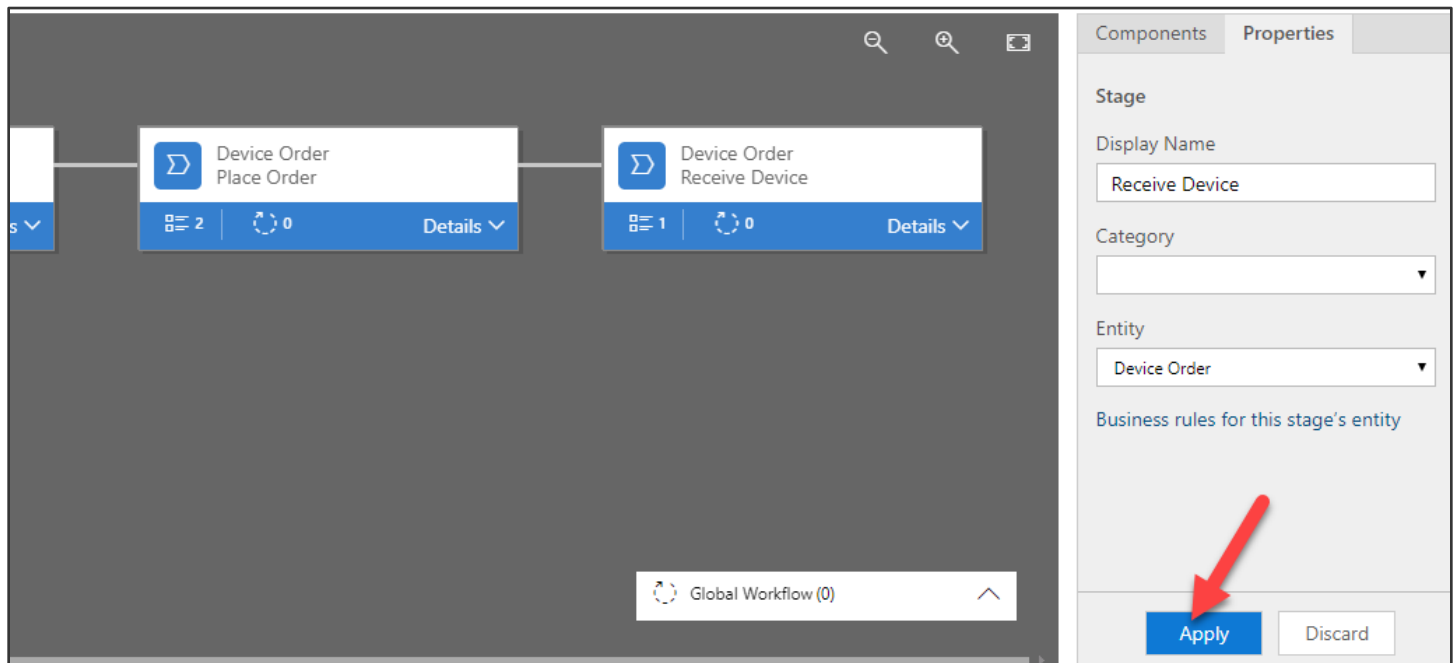 Components Properties
Stage
Display Name
Receive Device
Category
Entity
Device Order
Business rules for this stage's entity
Apply Discard
Device Order
Place Order
2 0 Details
Device Order
Receive Device
1 0 Details
s
Global Workflow (0)